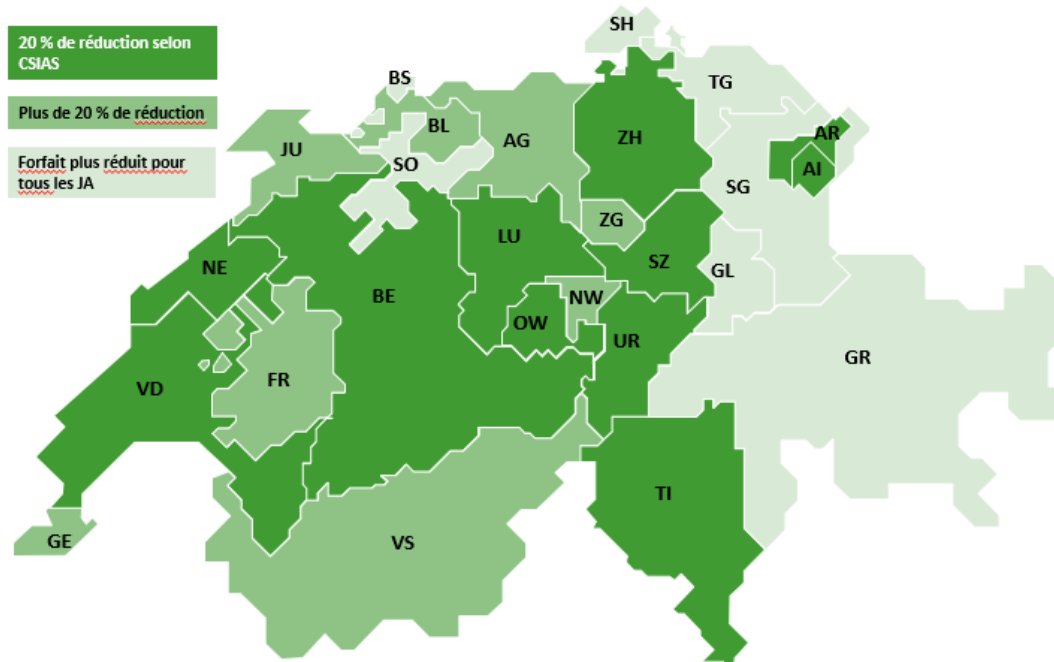 20 % de réduction selon
CSIAS
Plus de 20 % de réduction
Forfait plus réduit pour
tous les JA
SH
BS
TG
BL
AG
ZH
AR
JU
SO
AI
SG
ZG
LU
NE
SZ
GL
BE
NW
OW
UR
GR
VD
FR
TI
GE
VS